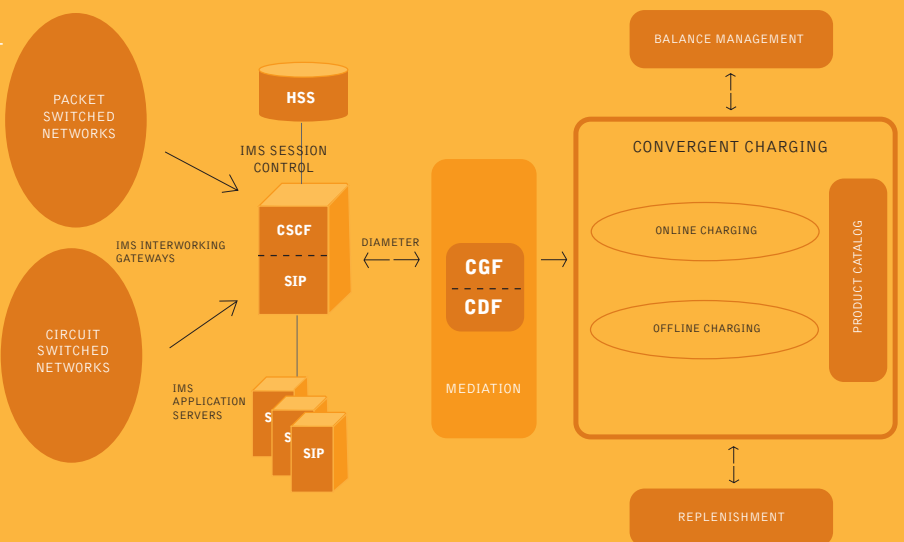 PACKET
SWITCHED
NETWORKS
HSS
IMS SESSION
CONTROL
CSCF
SIP
IMS INTERWORKING
GATEWAYS
CIRCUIT
SWITCHED
NETWORKS
IMS
APPLICATION
SERVERS
S
S
SIP
DIAMETER
CGF
CDF
MEDIATION
BALANCE MANAGEMENT
CONVERGENT CHARGING
ONLINE CHARGING
OFFLINE CHARGING
PRODUCT CATALOG
REPLENISHMENT